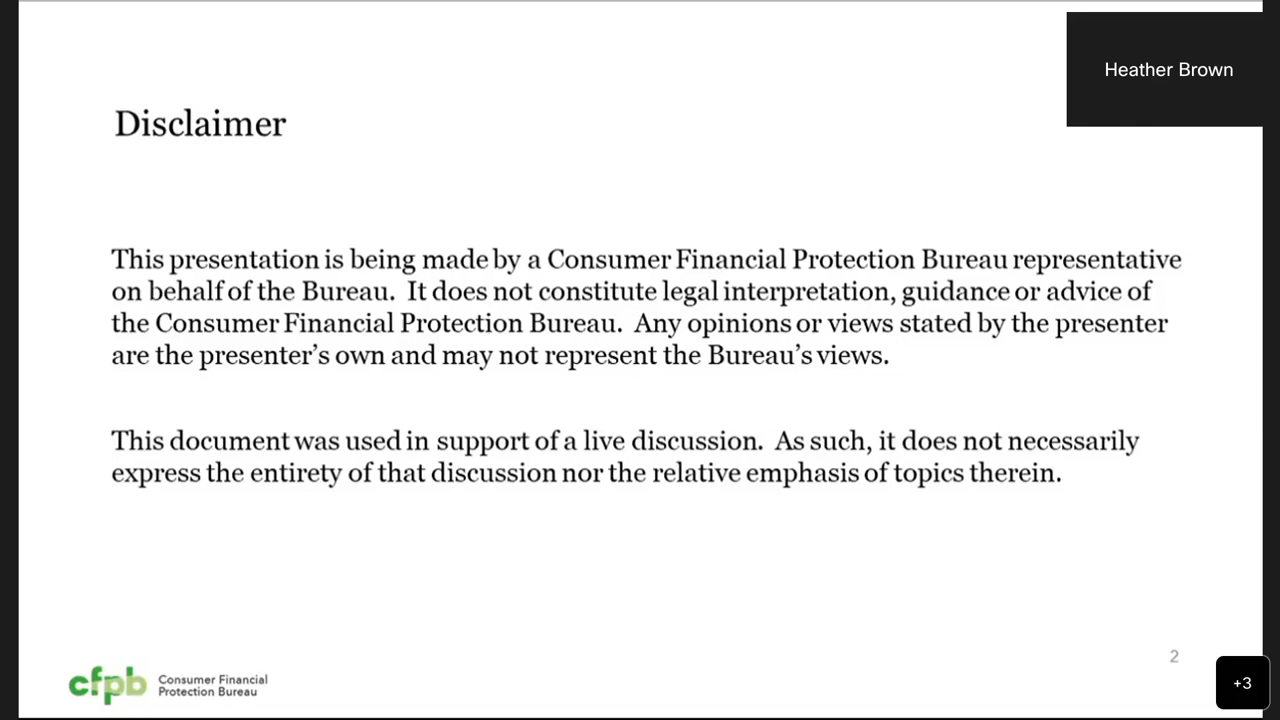 Heather Brown
Disclaimer
This presentation is being made by a Consumer Financial Protection Bureau representative
on behalf of the Bureau.  It does not constitute legal interpretation, guidance or advice of
the Consumer Financial Protection Bureau.  Any opinions or views stated by the presenter
are the presenter’s own and may not represent the Bureau’s views.
This document was used in support of a live discussion.  As such, it does not necessarily
express the entirety of that discussion nor the relative emphasis of topics therein.
2
cfpb
Consumer Financial
Protection Bureau
+3